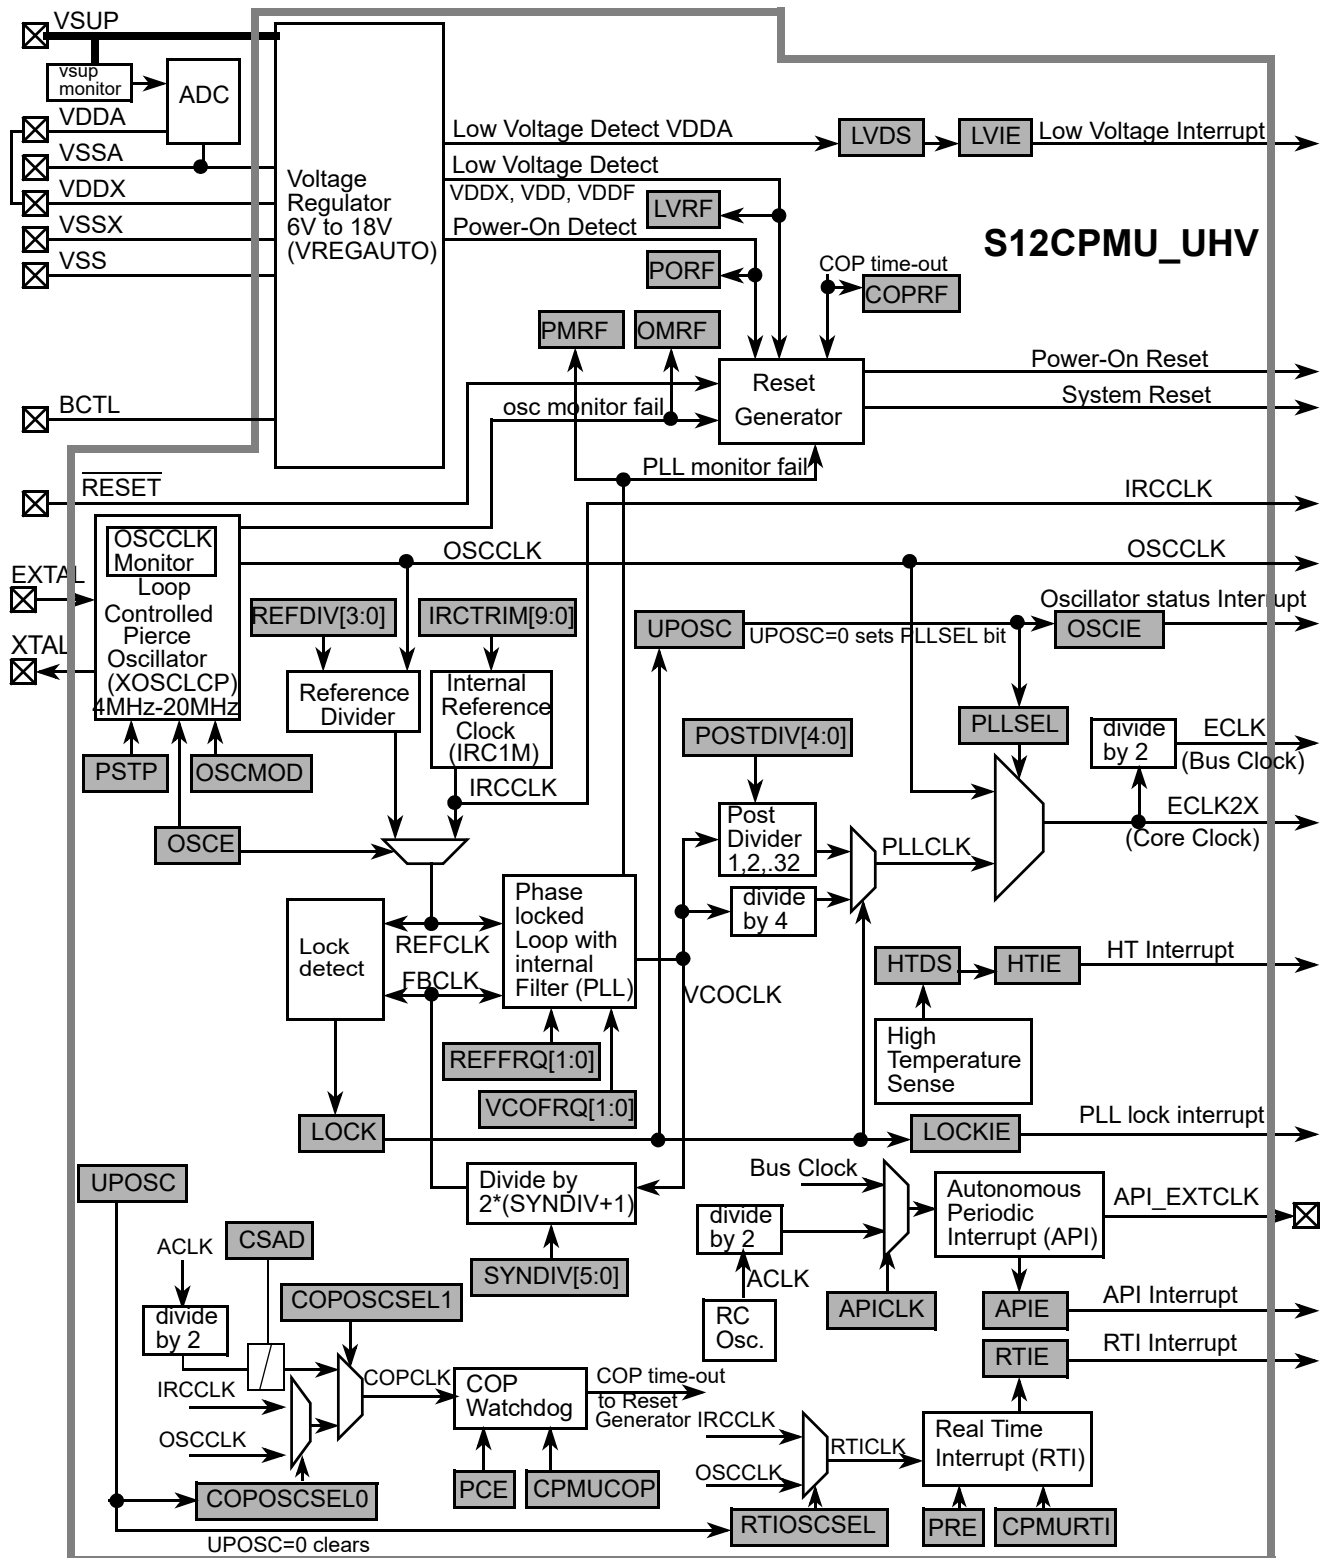 VSUP
vsup
monitor
ADC
VDDA
VSSA
VDDX
VSSX
VSS
BCTL
RESET
Voltage
Regulator
6V to 18V
(VREGAUTO)
Low Voltage Detect VDDA
LVDS
LVIE
Low Voltage Interrupt
Low Voltage Detect
VDDX, VDD, VDDF
LVRF
Power-On Detect
PORF
S12CPMU_UHV
COP time-out
COPRF
PMRF
OMRF
Reset
Generator
Power-On Reset
System Reset
osc monitor fail
PLL monitor fail
IRCCLK
OSCCLK
Monitor
Loop
Controlled
Pierce
Oscillator
(XOSCLCP)
4MHz-20MHz
EXTAL
XTAL
OSCCLK
OSCCLK
REFDIV[3:0]
IRCTRIM[9:0]
UPOSC
UPOSC=0 sets PLLSEL bit
Oscillator status Interrupt
OSCIE
Reference
Divider
Internal
Reference
Clock
(IRC1M)
PSTP
OSCMOD
IRCCLK
OSCE
POSTDIV[4:0]
PLLSEL
divide
by 2
ECLK
(Bus Clock)
ECLK2X
(Core Clock)
Post
Divider
1,2,.32
PLLCLK
divide
by 4
Lock
detect
REFCLK
FBCLK
Phase
locked
Loop with
internal
Filter (PLL)
VCOCLK
REFFRQ[1:0]
VCOFRQ[1:0]
HTDS
HTIE
HT Interrupt
High
Temperature
Sense
LOCK
LOCKIE
PLL lock interrupt
UPOSC
Divide by
2*(SYNDIV+1)
SYNDIV[5:0]
Bus Clock
divide
by 2
ACLK
RC
Osc.
APICLK
Autonomous
Periodic
Interrupt (API)
API_EXTCLK
APIE
API Interrupt
RTIE
RTI Interrupt
ACLK
CSAD
divide
by 2
COPOSCSEL1
IRCCLK
OSCCLK
COPCLK
COP
Watchdog
COP time-out
to Reset
Generator
PCE
CPMUCOP
COPOSCSEL0
UPOSC=0 clears
IRCCLK
OSCCLK
RTICLK
Real Time
Interrupt (RTI)
RTIOSCSEL
PRE
CPMURTI